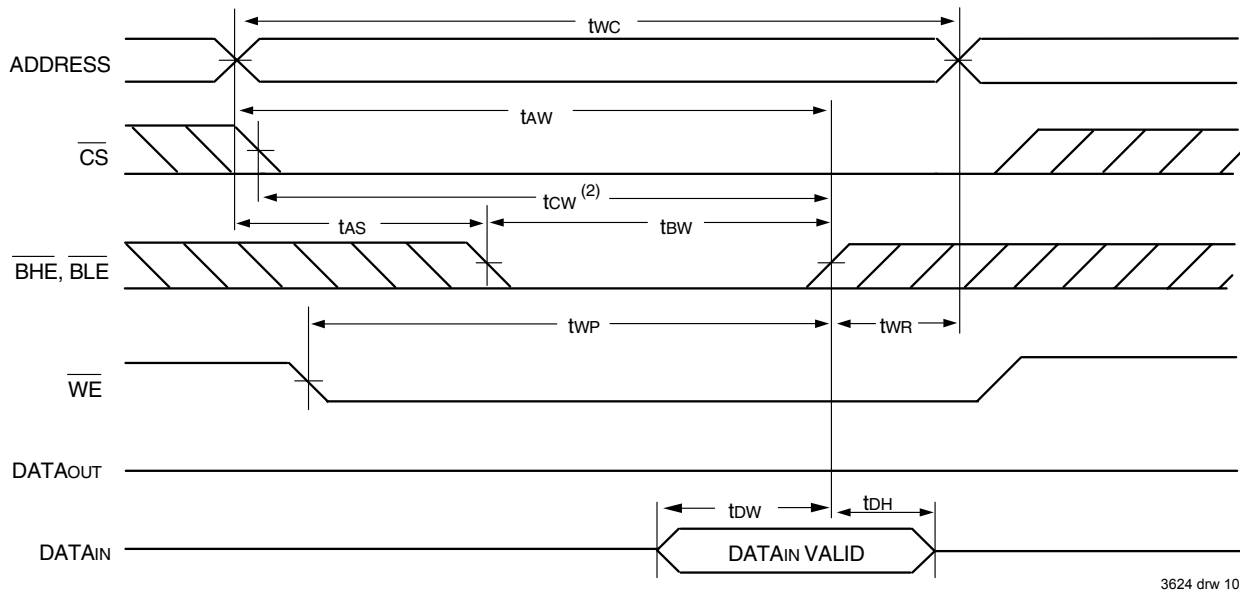 tWC
ADDRESS
tAW
CS
tCW (2)
tAS
tBW
BHE, BLE
tWP
tWR
WE
DATAOUT
tDW
tDH
DATAIN
DATAIN VALID
3624 drw 10